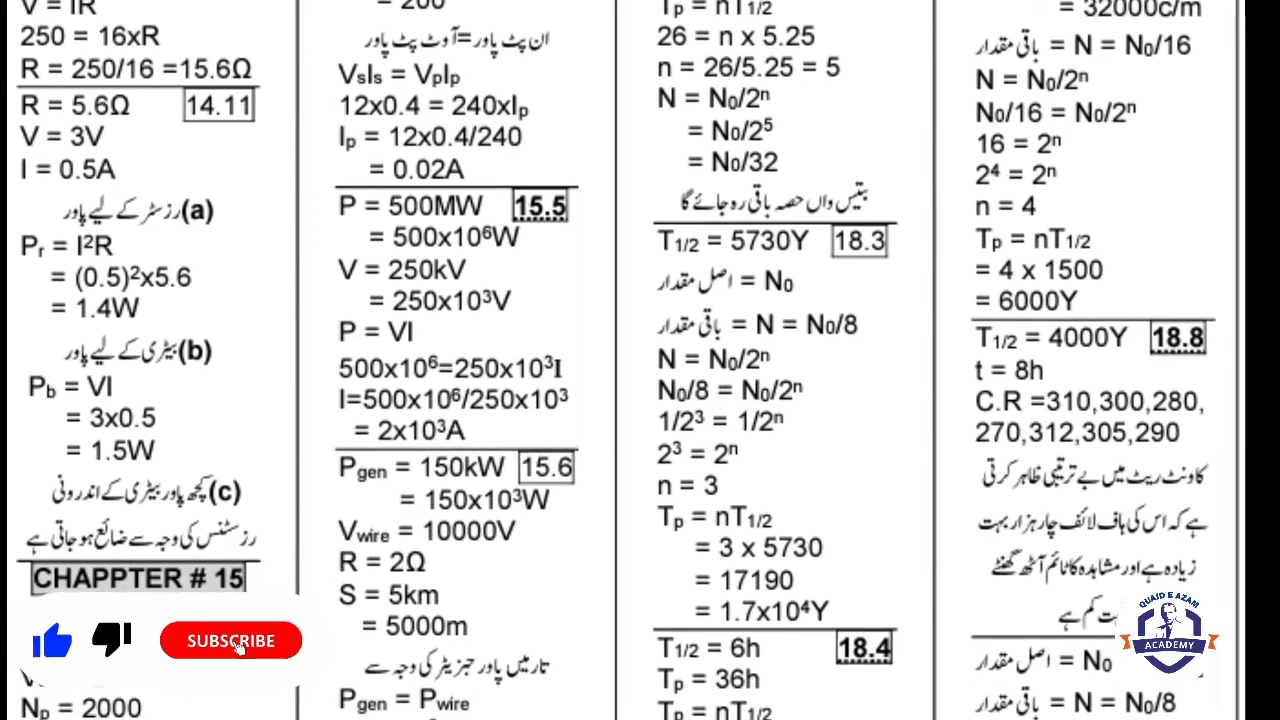 V = IR
250 = 16xR
R = 250/16 =15.6Ω
R = 5.6Ω 14.11
V = 3V
I = 0.5A
(a) رزسٹر کے لیے پاور
Pr = I²R
= (0.5)²x5.6
= 1.4W
(b) بیٹری کے لیے پاور
Pb = VI
= 3x0.5
= 1.5W
(c) کچھ پاور بیٹری کے اندرونی
رزسٹنس کی وجہ سے ضائع ہو جاتی ہے
CHAPPTER # 15
SUBSCRIBE
Np = 2000
= 200
ان پٹ پاور = آوٹ پٹ پاور
VsIs = VpIp
12x0.4 = 240xIp
Ip = 12x0.4/240
= 0.02A
P = 500MW 15.5
= 500x10⁶W
V = 250kV
= 250x10³V
P = VI
500x10⁶=250x10³I
I=500x10⁶/250x10³
= 2x10³A
Pgen = 150kW 15.6
= 150x10³W
Vwire = 10000V
R = 2Ω
S = 5km
= 5000m
تار میں پاور جنریٹر کی وجہ سے
Pgen = Pwire
Tp = nT1/2
26 = n x 5.25
n = 26/5.25 = 5
N = N₀/2ⁿ
= N₀/2⁵
= N₀/32
بتیس واں حصہ باقی رہ جائے گا
T1/2 = 5730Y 18.3
اصل مقدار = N₀
باقی مقدار = N = N₀/8
N = N₀/2ⁿ
N₀/8 = N₀/2ⁿ
1/2³ = 1/2ⁿ
2³ = 2ⁿ
n = 3
Tp = nT1/2
= 3 x 5730
= 17190
= 1.7x10⁴Y
T1/2 = 6h 18.4
Tp = 36h
Tp = nT1/2
= 32000c/m
باقی مقدار = N = N₀/16
N = N₀/2ⁿ
N₀/16 = N₀/2ⁿ
16 = 2ⁿ
2⁴ = 2ⁿ
n = 4
Tp = nT1/2
= 4 x 1500
= 6000Y
T1/2 = 4000Y 18.8
t = 8h
C.R =310,300,280,
270,312,305,290
کاونٹ ریٹ میں بے ترتیبی ظاہر کرتی
ہے کہ اس کی ہاف لائف چار ہزار بہت
زیادہ ہے اور مشاہدہ کا ٹائم آٹھ گھنٹے
کم ہے
اصل مقدار = N₀
باقی مقدار = N = N₀/8
QUAID E AZAM
ACADEMY